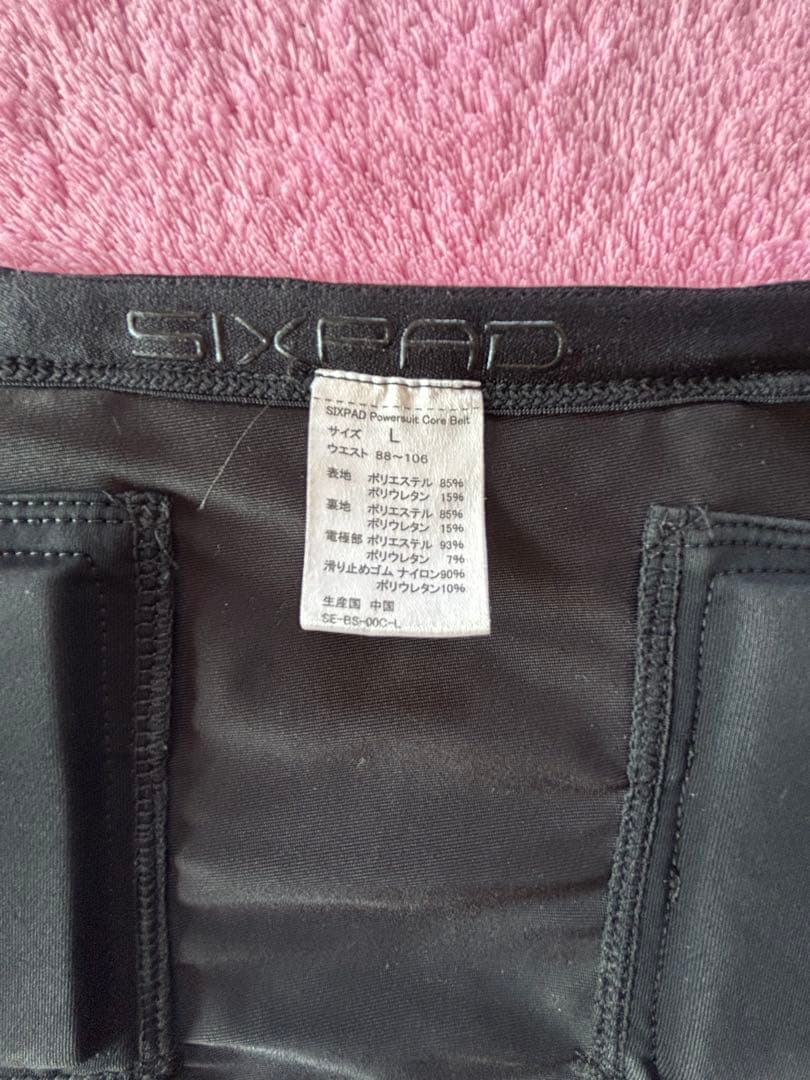 SIXPAD
SIXPAD Powersuit Core Belt
サイズ L
ウエスト 88～106
表地 ポリエステル 85%
ポリウレタン 15%
裏地 ポリエステル 85%
ポリウレタン 15%
電極部 ポリエステル 93%
ポリウレタン 7%
滑り止めゴム ナイロン90%
ポリウレタン10%
生産国 中国
SE-BS-00C-L